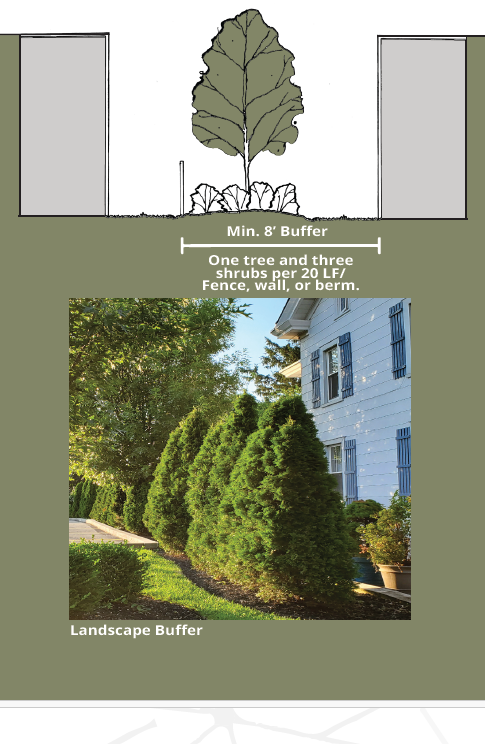 Min. 8’ Buffer
One tree and three
shrubs per 20 LF/
Fence, wall, or berm.
Landscape Buffer